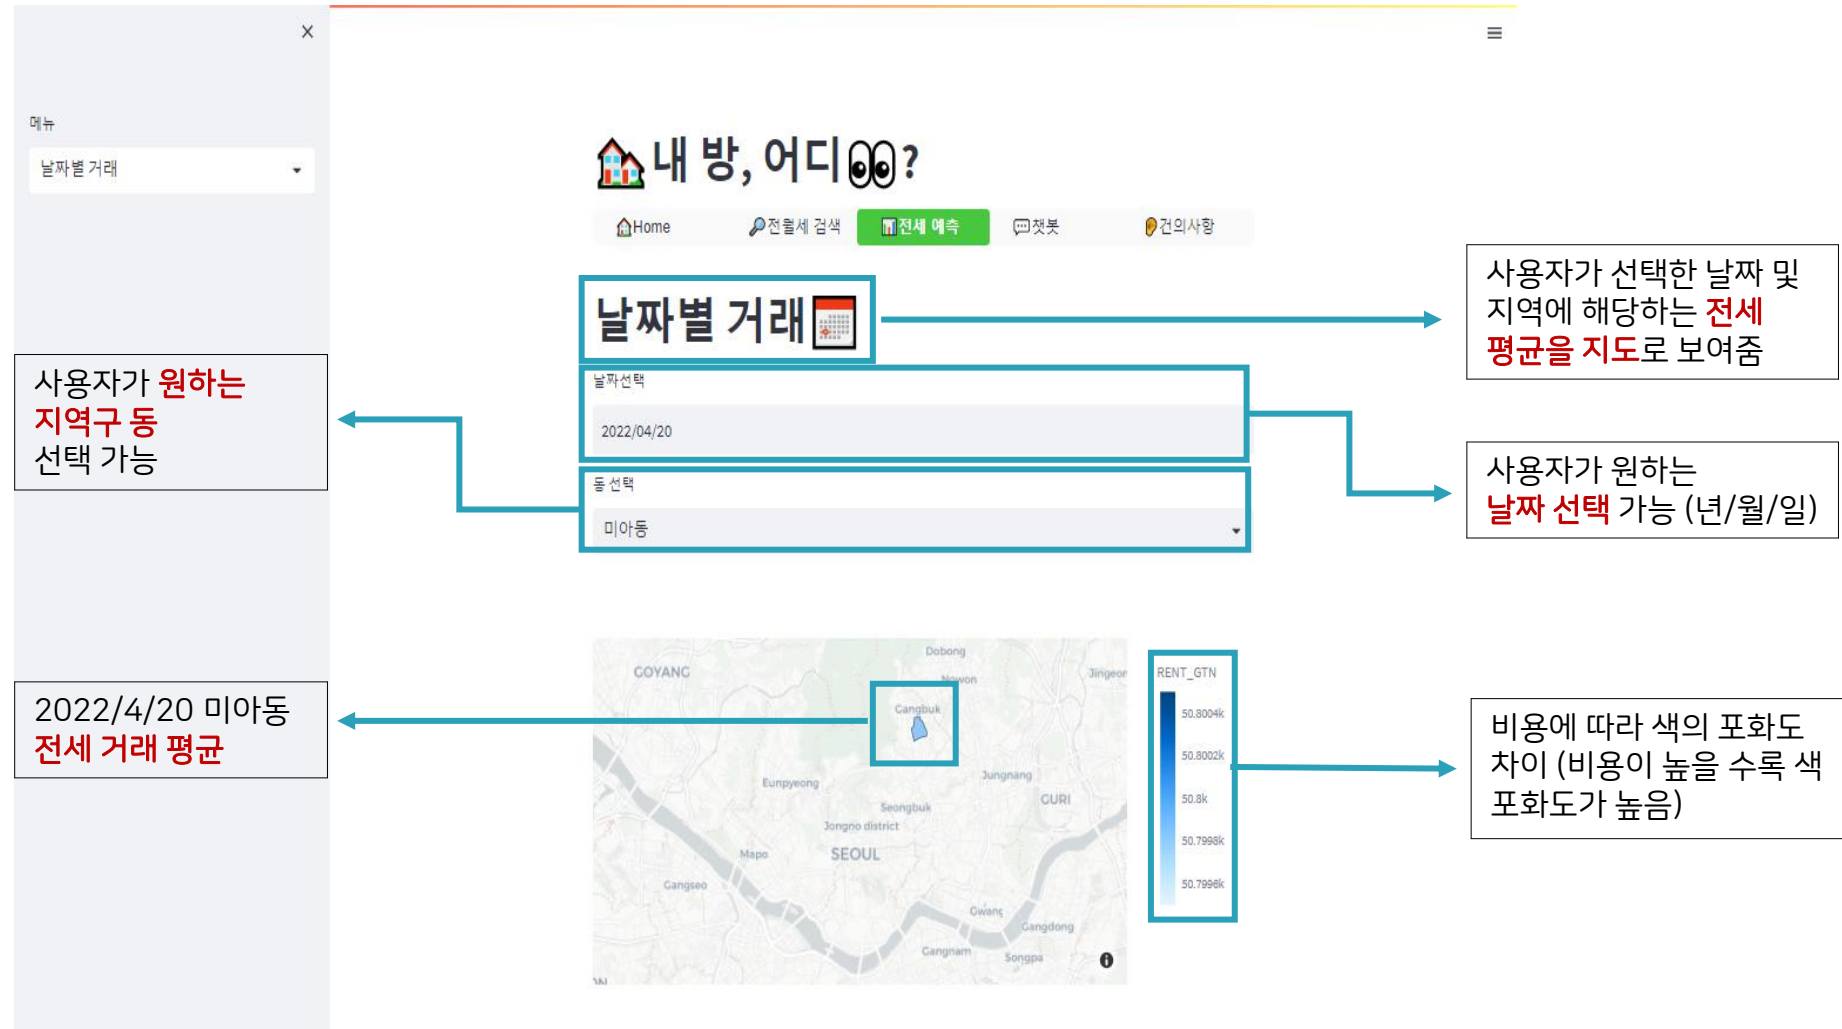 메뉴
날짜별 거래
내 방, 어디?
Home
전월세 검색
전세 예측
챗봇
건의사항
날짜별 거래
날짜선택
2022/04/20
동 선택
미아동
사용자가 원하는
지역구 동
선택 가능
2022/4/20 미아동
전세 거래 평균
사용자가 선택한 날짜 및
지역에 해당하는 전세
평균을 지도로 보여줌
사용자가 원하는
날짜 선택 가능 (년/월/일)
비용에 따라 색의 포화도
차이 (비용이 높을 수록 색
포화도가 높음)
Dobong
GOYANG
Nowon
Jingeor
Gangbuk
Jungnang
Eunpyeong
GURI
Seongbuk
Jongno district
Mapo
SEOUL
Gangseo
Gwang
Gangdong
Gangnam
Songpa
RENT_GTN
50.8004k
50.8002k
50.8k
50.7998k
50.7996k